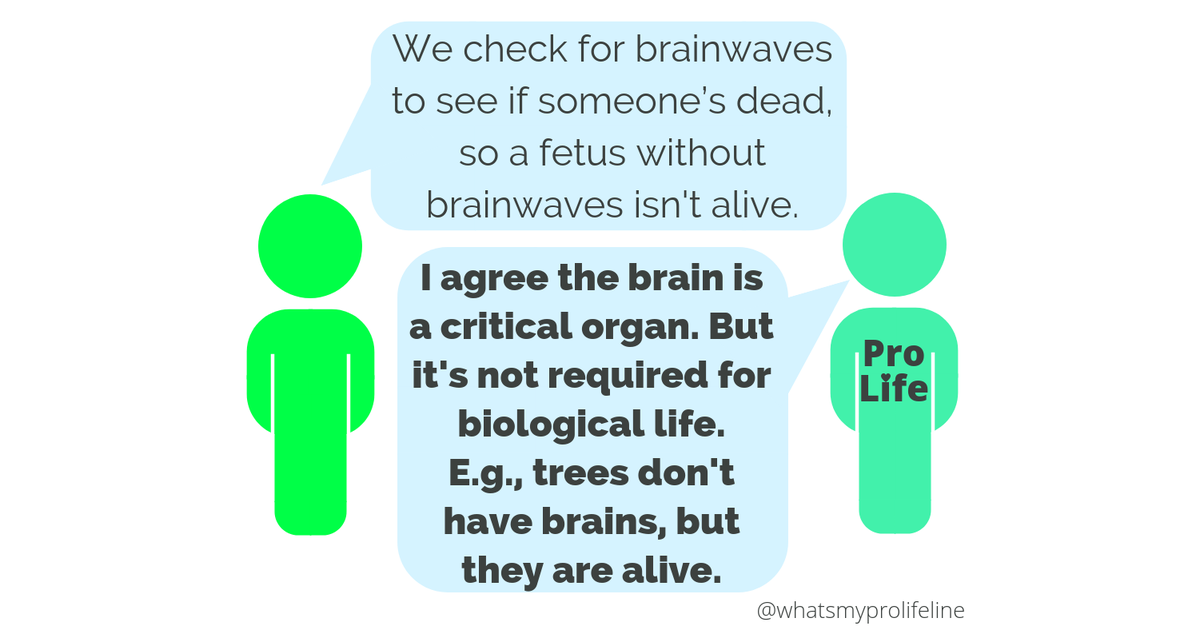 We check for brainwaves
to see if someone’s dead,
so a fetus without
brainwaves isn't alive.
I agree the brain is
a critical organ. But
it's not required for
biological life.
E.g., trees don't
have brains, but
they are alive.
Pro
Life
@whatsmyprolifeline